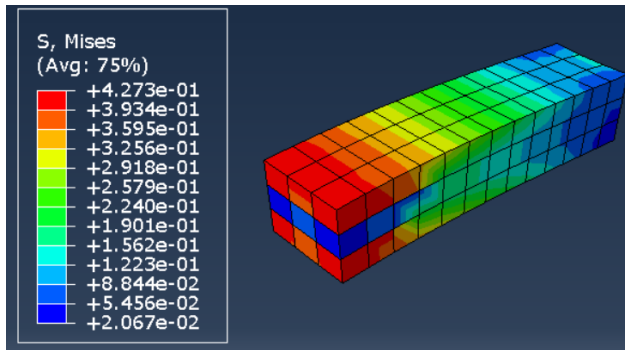 S, Mises
(Avg: 75%)
+4.273e-01
+3.934e-01
+3.595e-01
+3.256e-01
+2.918e-01
+2.579e-01
+2.240e-01
+1.901e-01
+1.562e-01
+1.223e-01
+8.844e-02
+5.456e-02
+2.067e-02